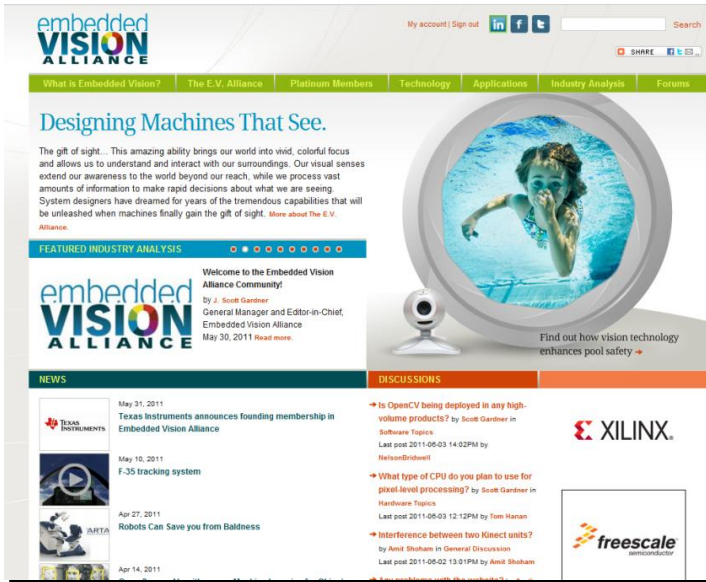 embedded
VISION
ALLIANCE
My account | Sign out
Search
SHARE
What is Embedded Vision?
The E.V. Alliance
Platinum Members
Technology
Applications
Industry Analysis
Forums
Designing Machines That See.
The gift of sight... This amazing ability brings our world into vivid, colorful focus
and allows us to understand and interact with our surroundings. Our visual senses
extend our awareness to the world beyond our reach, while we process vast
amounts of information to make rapid decisions about what we are seeing.
System designers have dreamed for years of the tremendous capabilities that will
be unleashed when machines finally gain the gift of sight. More about The E.V.
Alliance.
Find out how vision technology
enhances pool safety
FEATURED INDUSTRY ANALYSIS
embedded
VISION
ALLIANCE
Welcome to the Embedded Vision
Alliance Community!
by J. Scott Gardner
General Manager and Editor-in-Chief,
Embedded Vision Alliance
May 30, 2011 Read more.
NEWS
TEXAS
INSTRUMENTS
May 31, 2011
Texas Instruments announces founding membership in
Embedded Vision Alliance
May 10, 2011
F-35 tracking system
Apr 27, 2011
Robots Can Save you from Baldness
Apr 14, 2011
DISCUSSIONS
Is OpenCV being deployed in any high-
volume products? by Scott Gardner in
Software Topics
Last post 2011-06-03 14:02PM by
NelsonBridwell
What type of CPU do you plan to use for
pixel-level processing? by Scott Gardner in
Hardware Topics
Last post 2011-06-03 12:12PM by Tom Hanan
Interference between two Kinect units?
by Amit Shoham in General Discussion
Last post 2011-06-02 13:01PM by Amit Shoham
XILINX
freescale
semiconductor